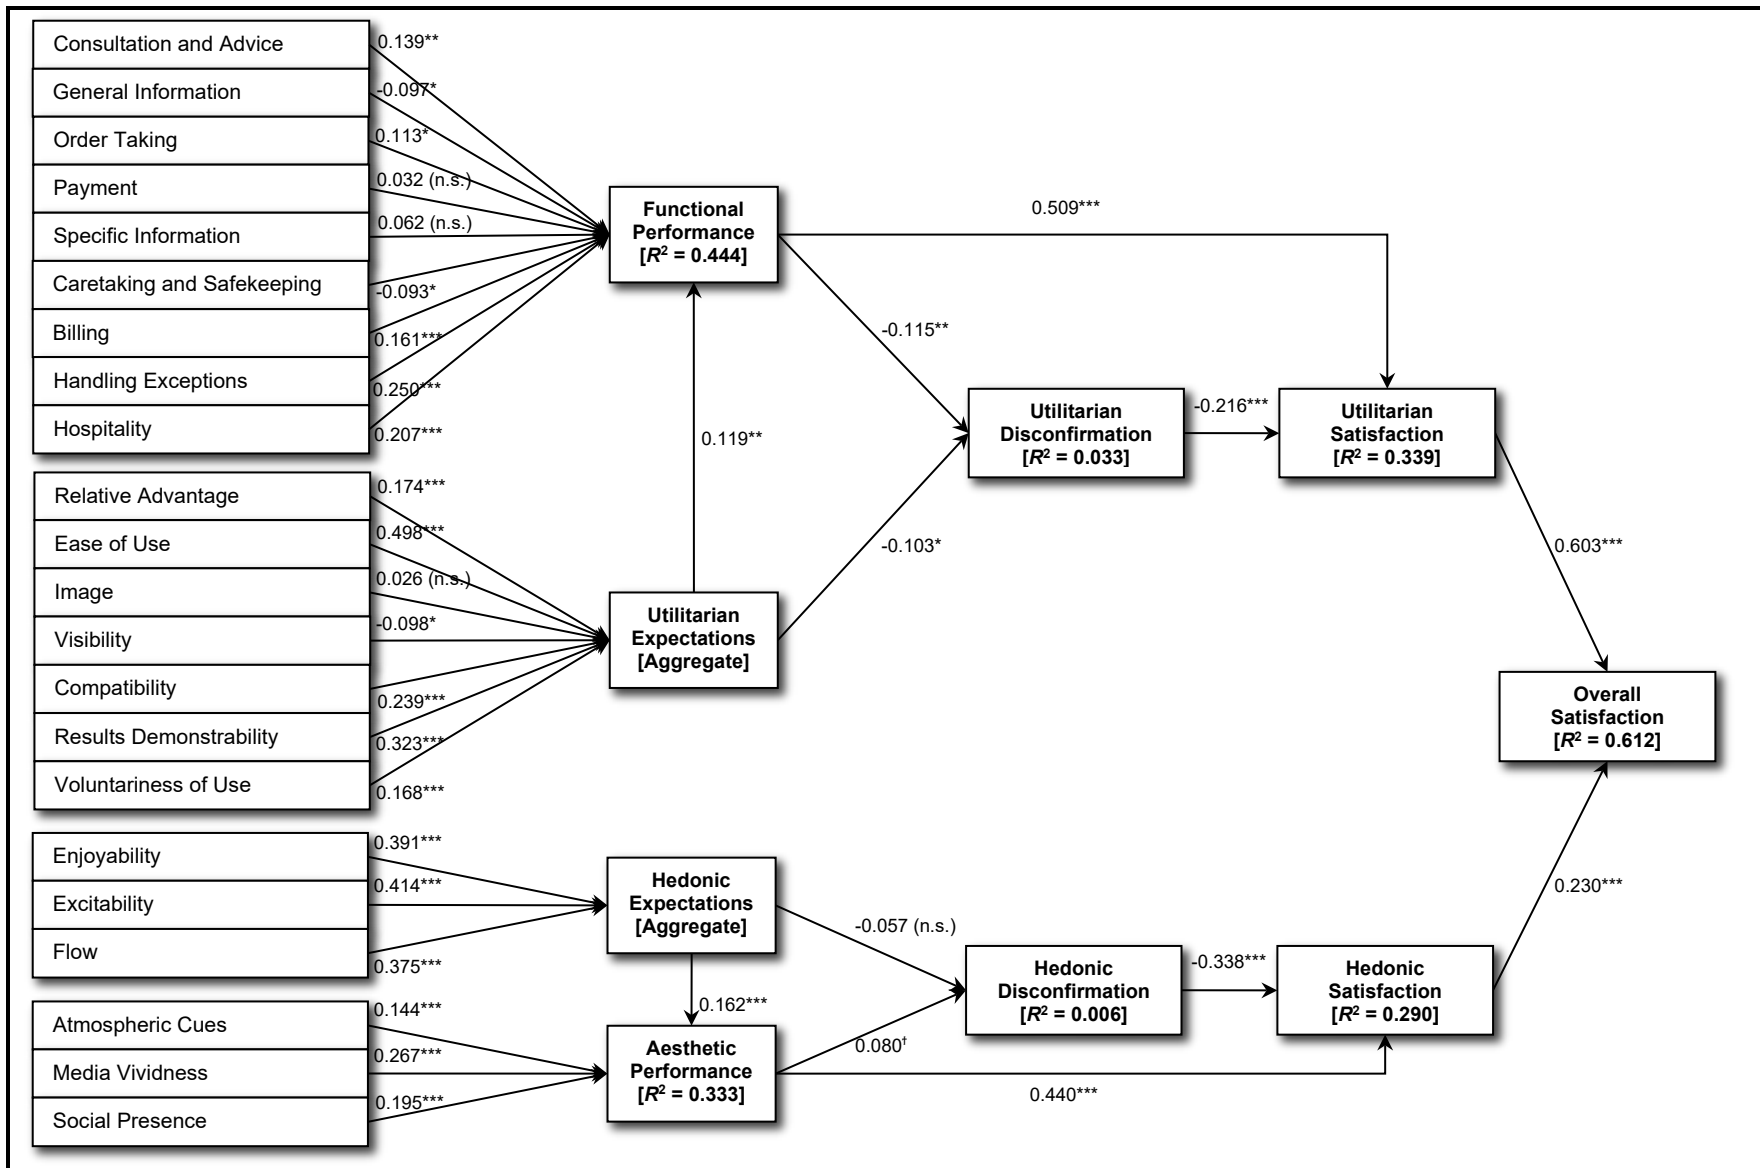 Consultation and Advice
0.139**
General Information
-0.097*
Order Taking
0.113*
Payment
0.032 (n.s.)
Specific Information
0.062 (n.s.)
Caretaking and Safekeeping
-0.093*
Billing
0.161***
Handling Exceptions
0.250***
Hospitality
0.207***
Functional
Performance
[R² = 0.444]
0.509***
-0.115**
0.119**
Utilitarian
Disconfirmation
[R² = 0.033]
-0.216***
Utilitarian
Satisfaction
[R² = 0.339]
Relative Advantage
0.174***
Ease of Use
0.498***
Image
0.026 (n.s.)
Visibility
-0.098*
Compatibility
0.239***
Results Demonstrability
0.323***
Voluntariness of Use
0.168***
Utilitarian
Expectations
[Aggregate]
-0.103*
0.603***
Overall
Satisfaction
[R² = 0.612]
0.230***
Enjoyability
0.391***
Excitability
0.414***
Flow
0.375***
Hedonic
Expectations
[Aggregate]
-0.057 (n.s.)
0.162***
Hedonic
Disconfirmation
[R² = 0.006]
-0.338***
Hedonic
Satisfaction
[R² = 0.290]
Atmospheric Cues
0.144***
Media Vividness
0.267***
Social Presence
0.195***
Aesthetic
Performance
[R² = 0.333]
0.080†
0.440***